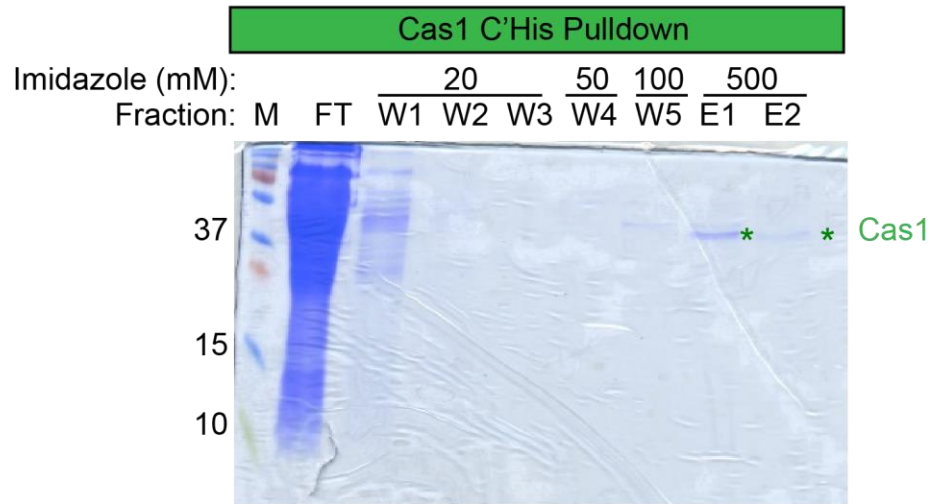 Cas1 C'His Pulldown
Imidazole (mM): 20 50 100 500
Fraction: M FT W1 W2 W3 W4 W5 E1 E2
37 * * Cas1
15
10